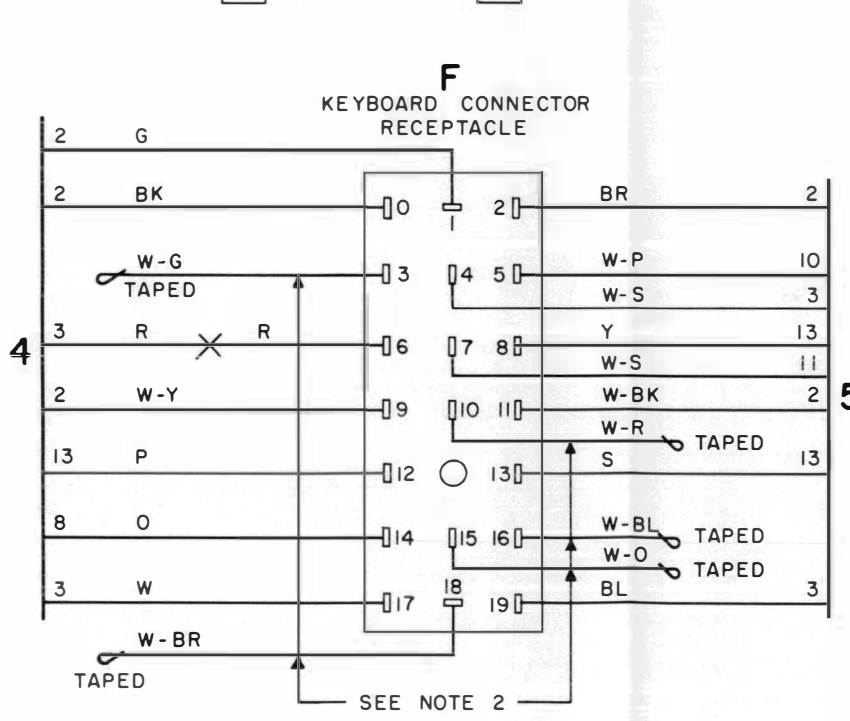 F
KEYBOARD CONNECTOR
RECEPTACLE
2 G
2 BK 0 1 2 BR 2
W-G 3 4 5 W-P 10
TAPED
W-S 3
4
3 R R 6 7 8 Y 13
W-S 11
2 W-Y 9 10 11 W-BK 2
5
W-R TAPED
13 P 12 13 S 13
8 O 14 15 16 W-BL TAPED
W-O TAPED
3 W 17 18 19 BL 3
W-BR
TAPED
SEE NOTE 2